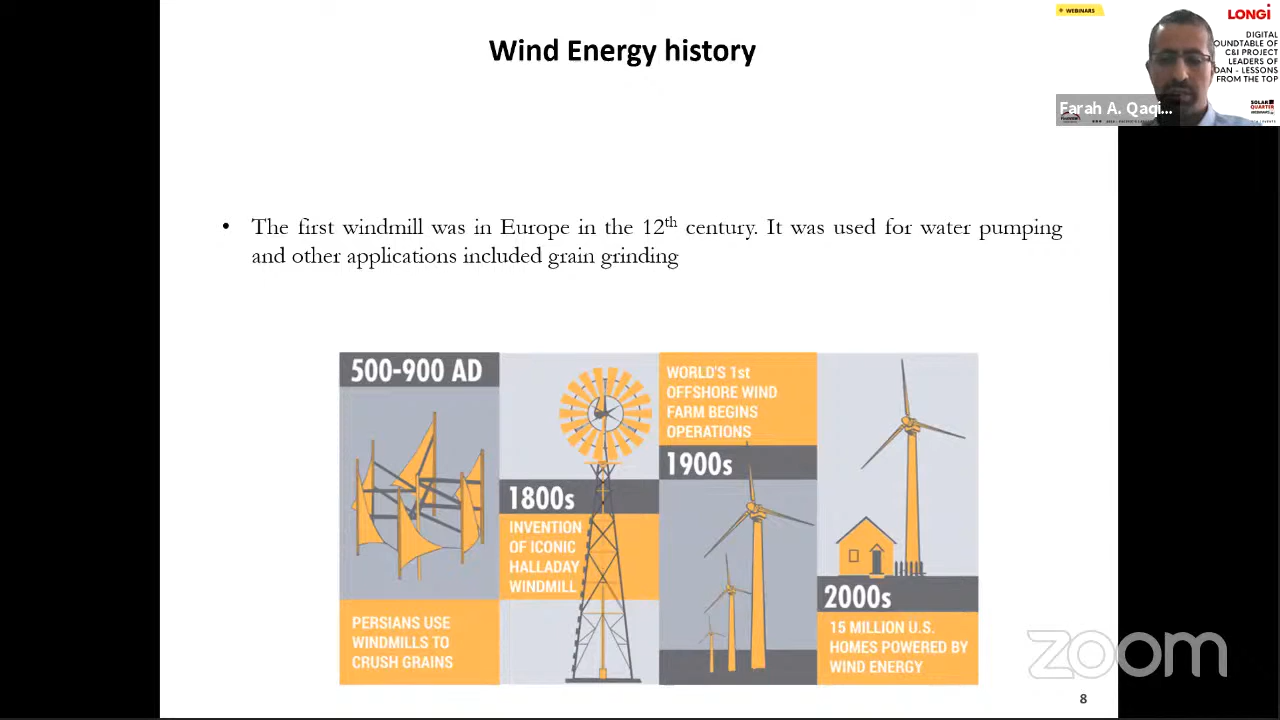 Wind Energy history
WEBINARS
LONGi
DIGITAL
OUNDTABLE OF
C&I PROJECT
LEADERS OF
DAN - LESSONS
FROM THE TOP
SOLAR
QUARTER
Farah A. Qaqi...
• The first windmill was in Europe in the 12th century. It was used for water pumping
and other applications included grain grinding
500-900 AD
PERSIANS USE
WINDMILLS TO
CRUSH GRAINS
1800s
INVENTION
OF ICONIC
HALLADAY
WINDMILL
WORLD'S 1st
OFFSHORE WIND
FARM BEGINS
OPERATIONS
1900s
2000s
15 MILLION U.S.
HOMES POWERED BY
WIND ENERGY
zoom
8